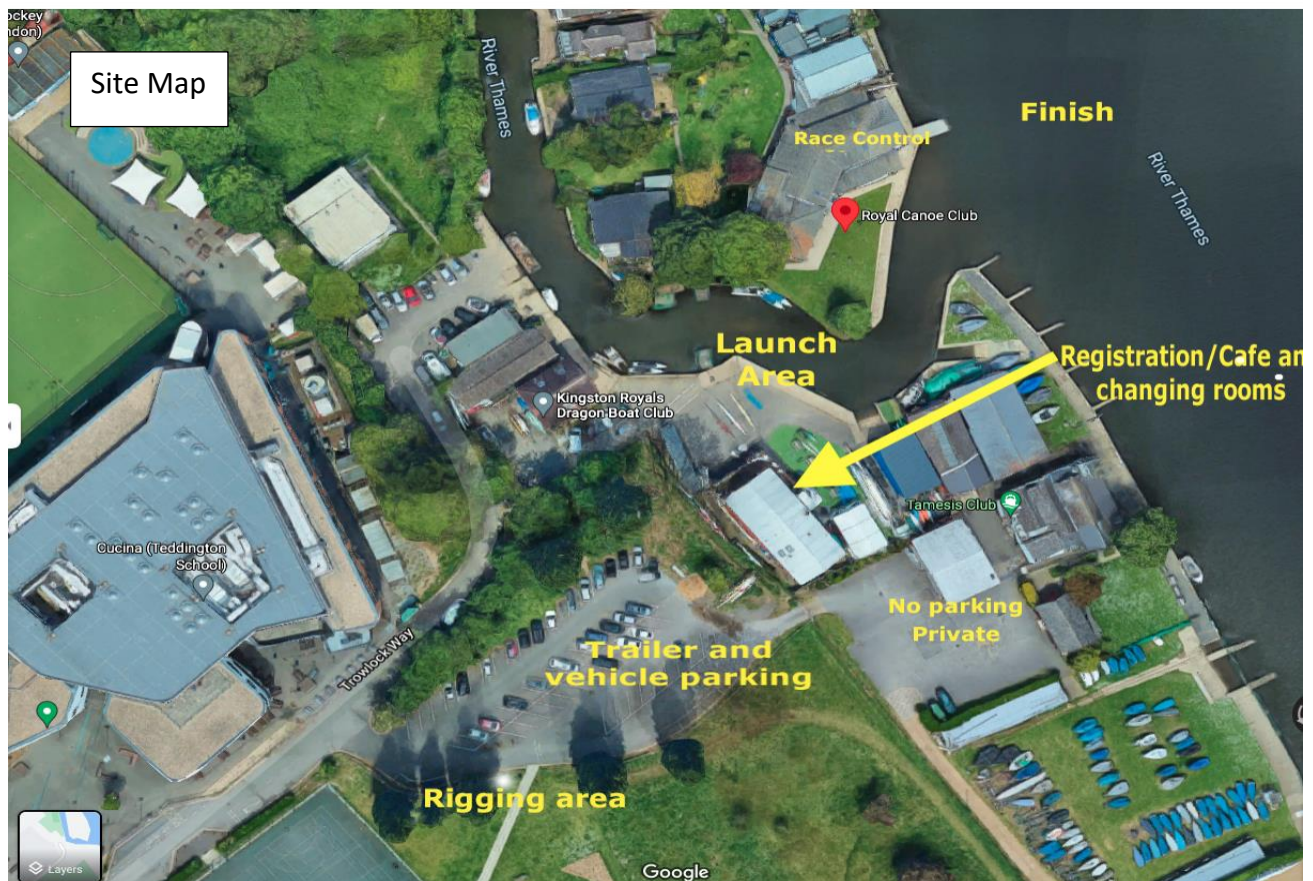 ockey
ndon)
Site Map
River Thames
Finish
Race Control
River Thames
Royal Canoe Club
Launch
Area
Registration/Cafe an
changing rooms
Kingston Royals
Dragon Boat Club
Tamesis Club
Cucina (Teddington
School)
No parking
Private
Trowlock Way
Trailer and
vehicle parking
Rigging area
Layers
Google